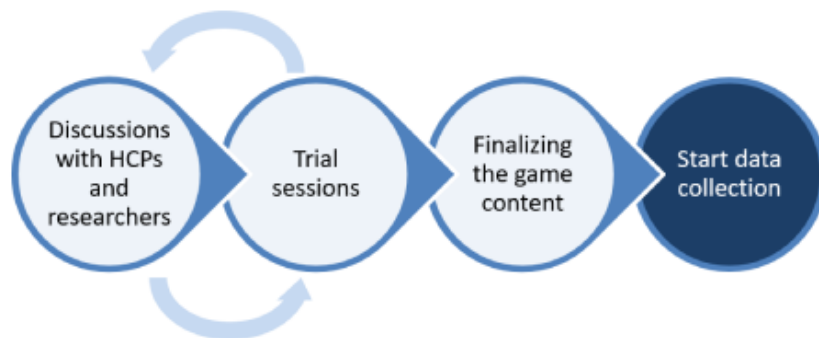 Discussions
with HCPs
and
researchers
Trial
sessions
Finalizing
the game
content
Start data
collection